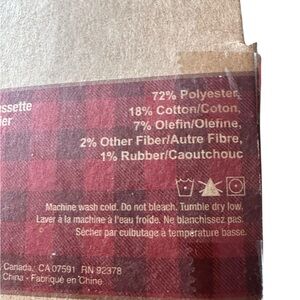 ssette
ier
72% Polyester,
18% Cotton/Coton,
7% Olefin/Oléfine,
2% Other Fiber/Autre Fibre,
1% Rubber/Caoutchouc
Machine wash cold. Do not bleach. Tumble dry low.
Laver à la machine à l'eau froide. Ne blanchissez pas.
Sécher par culbutage à température basse.
Canada, CA 07591 RN 92378
China - Fabriqué en Chine